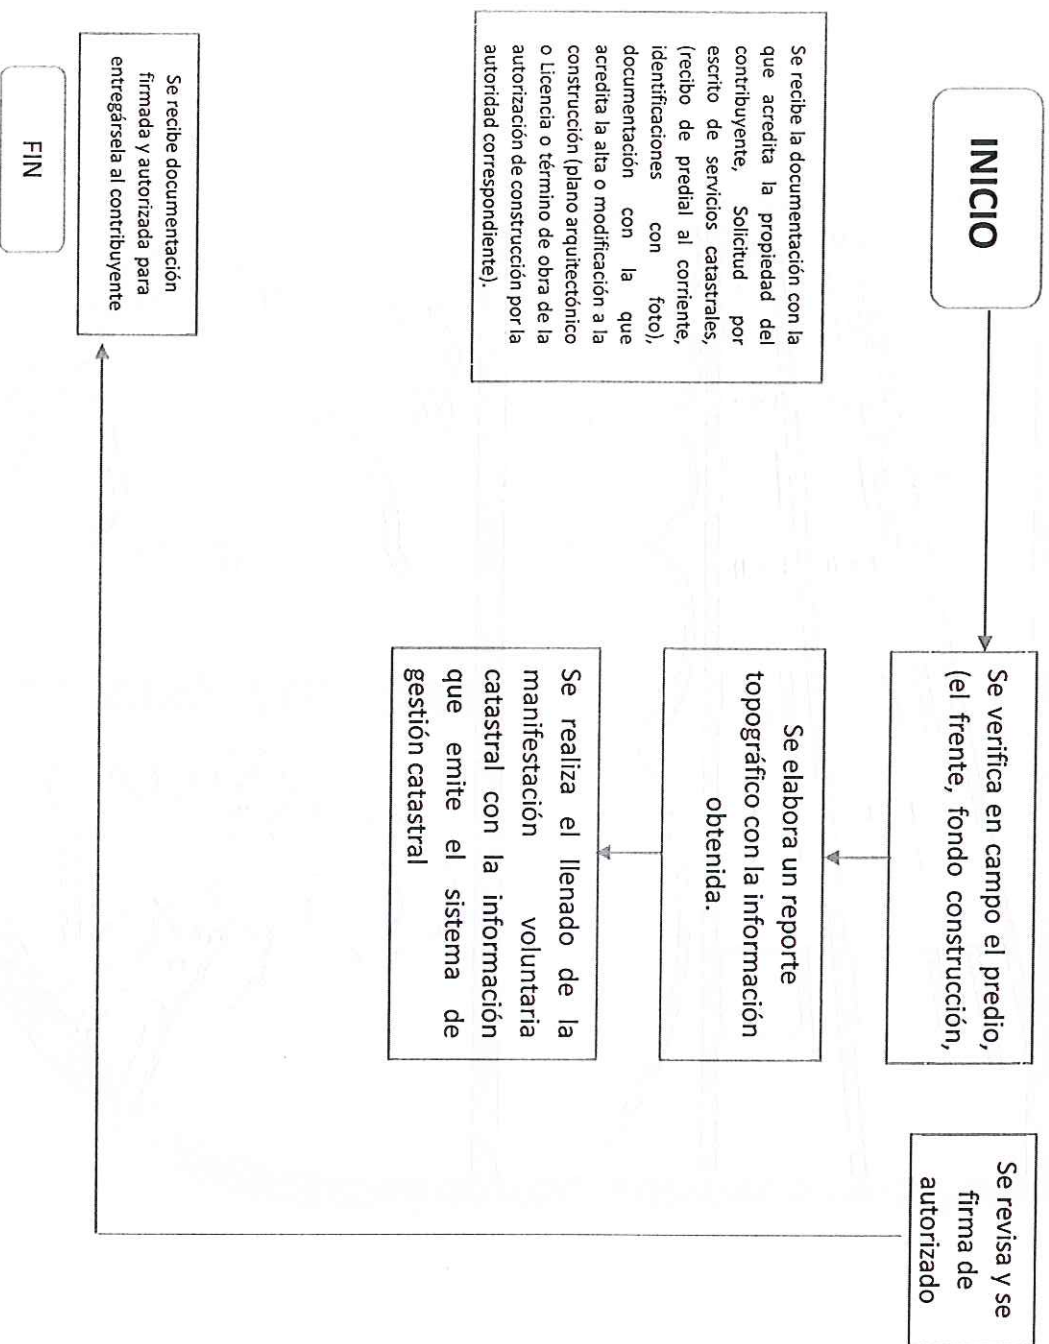 INICIO
Se recibe la documentación con la
que acredita la propiedad del
contribuyente, Solicitud por
escrito de servicios catastrales,
(recibo de predial al corriente,
identificaciones con foto),
documentación con la que
acredita la alta o modificación a la
construcción (plano arquitectónico
o Licencia o término de obra de la
autorización de construcción por la
autoridad correspondiente).
Se recibe documentación
firmada y autorizada para
entregársela al contribuyente
FIN
Se verifica en campo el predio,
(el frente, fondo construcción,
Se elabora un reporte
topográfico con la información
obtenida.
Se realiza el llenado de la
manifestación voluntaria
catastral con la información
que emite el sistema de
gestión catastral
Se revisa y se
firma de
autorizado